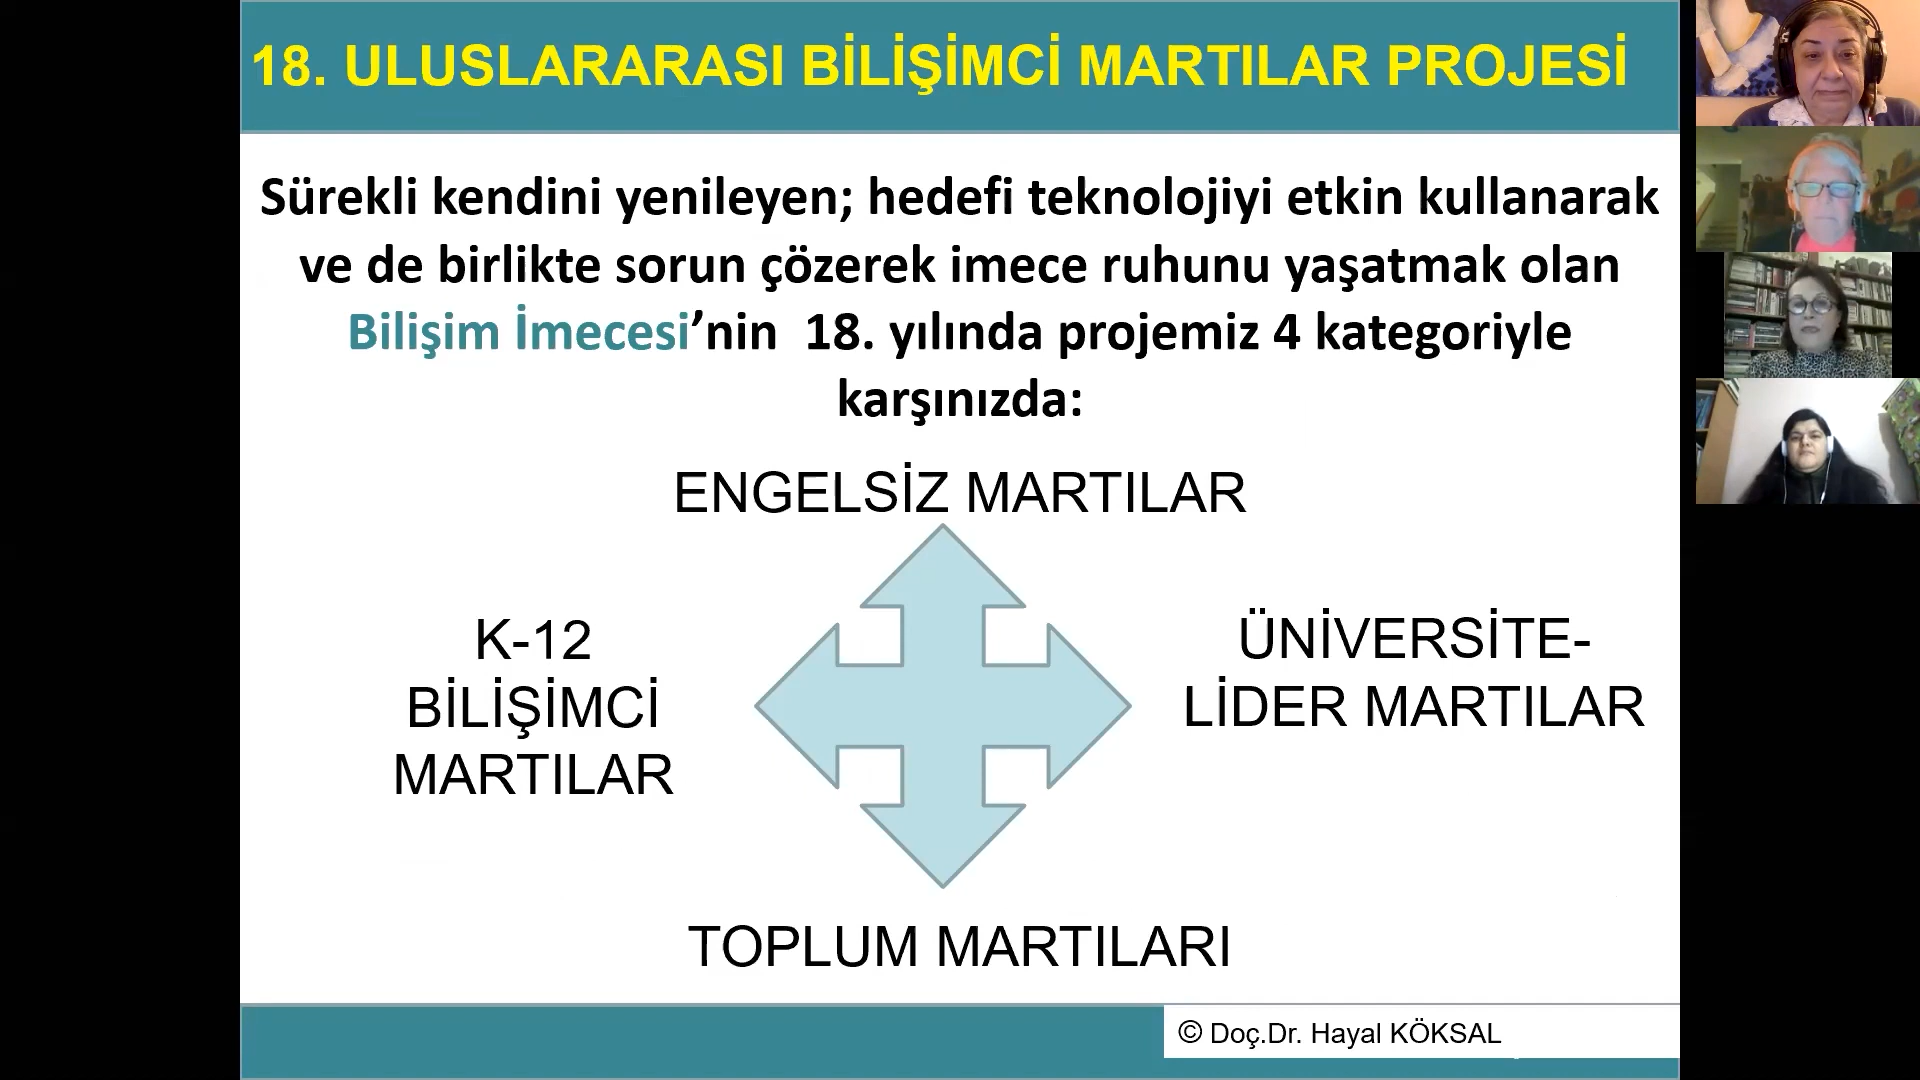 18. ULUSLARARASI BİLİŞİMCİ MARTILAR PROJESİ
Sürekli kendini yenileyen; hedefi teknolojiyi etkin kullanarak
ve de birlikte sorun çözerek imece ruhunu yaşatmak olan
Bilişim İmecesi’nin 18. yılında projemiz 4 kategoriyle
karşınızda:
ENGELSİZ MARTILAR
K-12
BİLİŞİMCİ
MARTILAR
ÜNİVERSİTE-
LİDER MARTILAR
TOPLUM MARTILARI
© Doç.Dr. Hayal KÖKSAL